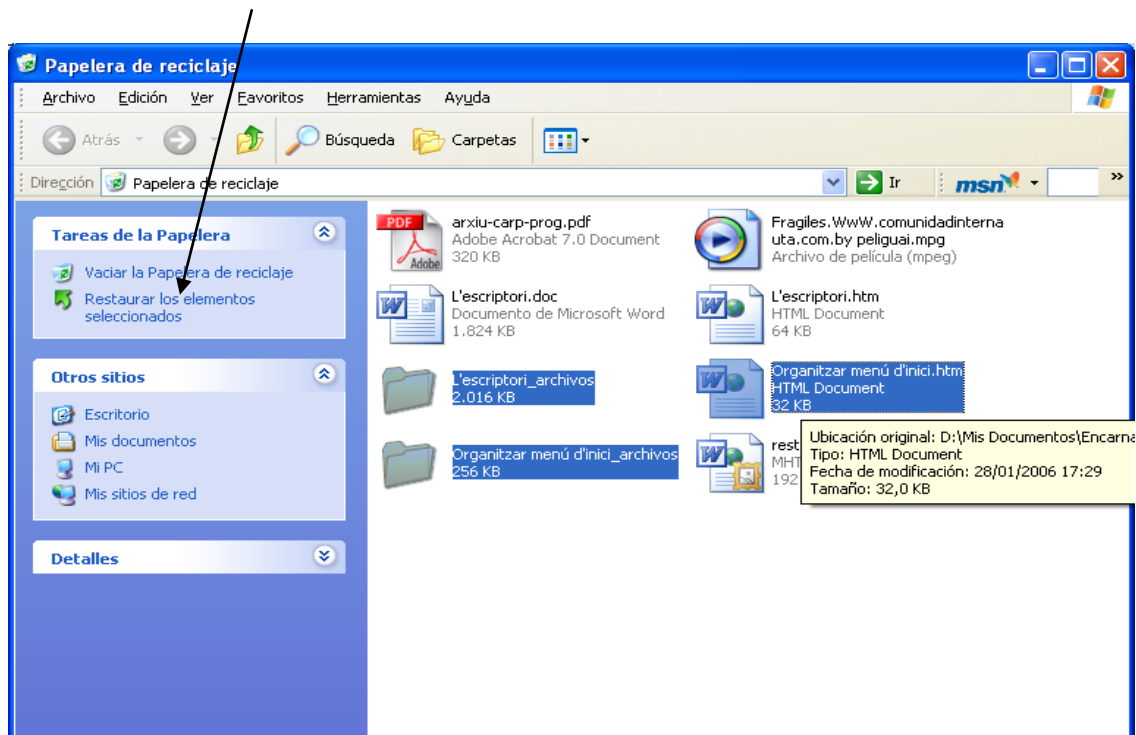 Papelera de reciclaje
Archivo Edición Ver Favoritos Herramientas Ayuda
Atrás Búsqueda Carpetas
Dirección Papelera de reciclaje Ir msn »
Tareas de la Papelera
Vaciar la Papelera de reciclaje
Restaurar los elementos
seleccionados
Otros sitios
Escritorio
Mis documentos
Mi PC
Mis sitios de red
Detalles
PDF
Adobe
arxiu-carp-prog.pdf
Adobe Acrobat 7.0 Document
320 KB
Fragiles.WwW.comunidadinterna
uta.com.by peliguai.mpg
Archivo de película (mpeg)
L'escriptori.doc
Documento de Microsoft Word
1.824 KB
L'escriptori.htm
HTML Document
64 KB
L'escriptori_archivos
2.016 KB
Organitzar menú d'inici.htm
HTML Document
32 KB
Organitzar menú d'inici_archivos
256 KB
rest
MHT
192
Ubicación original: D:\Mis Documentos\Encarna
Tipo: HTML Document
Fecha de modificación: 28/01/2006 17:29
Tamaño: 32,0 KB